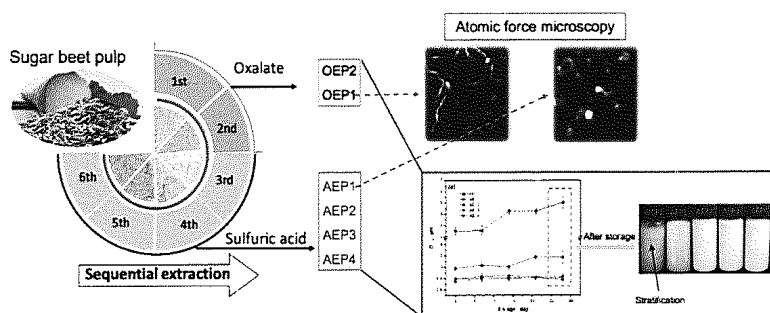 Atomic force microscopy
Sugar beet pulp
1st
Oxalate
OEP2
OEP1
2nd
6th
3rd
AEP1
AEP2
5th
4th
AEP3
Sulfuric acid
AEP4
Sequential extraction
After storage
Stratification